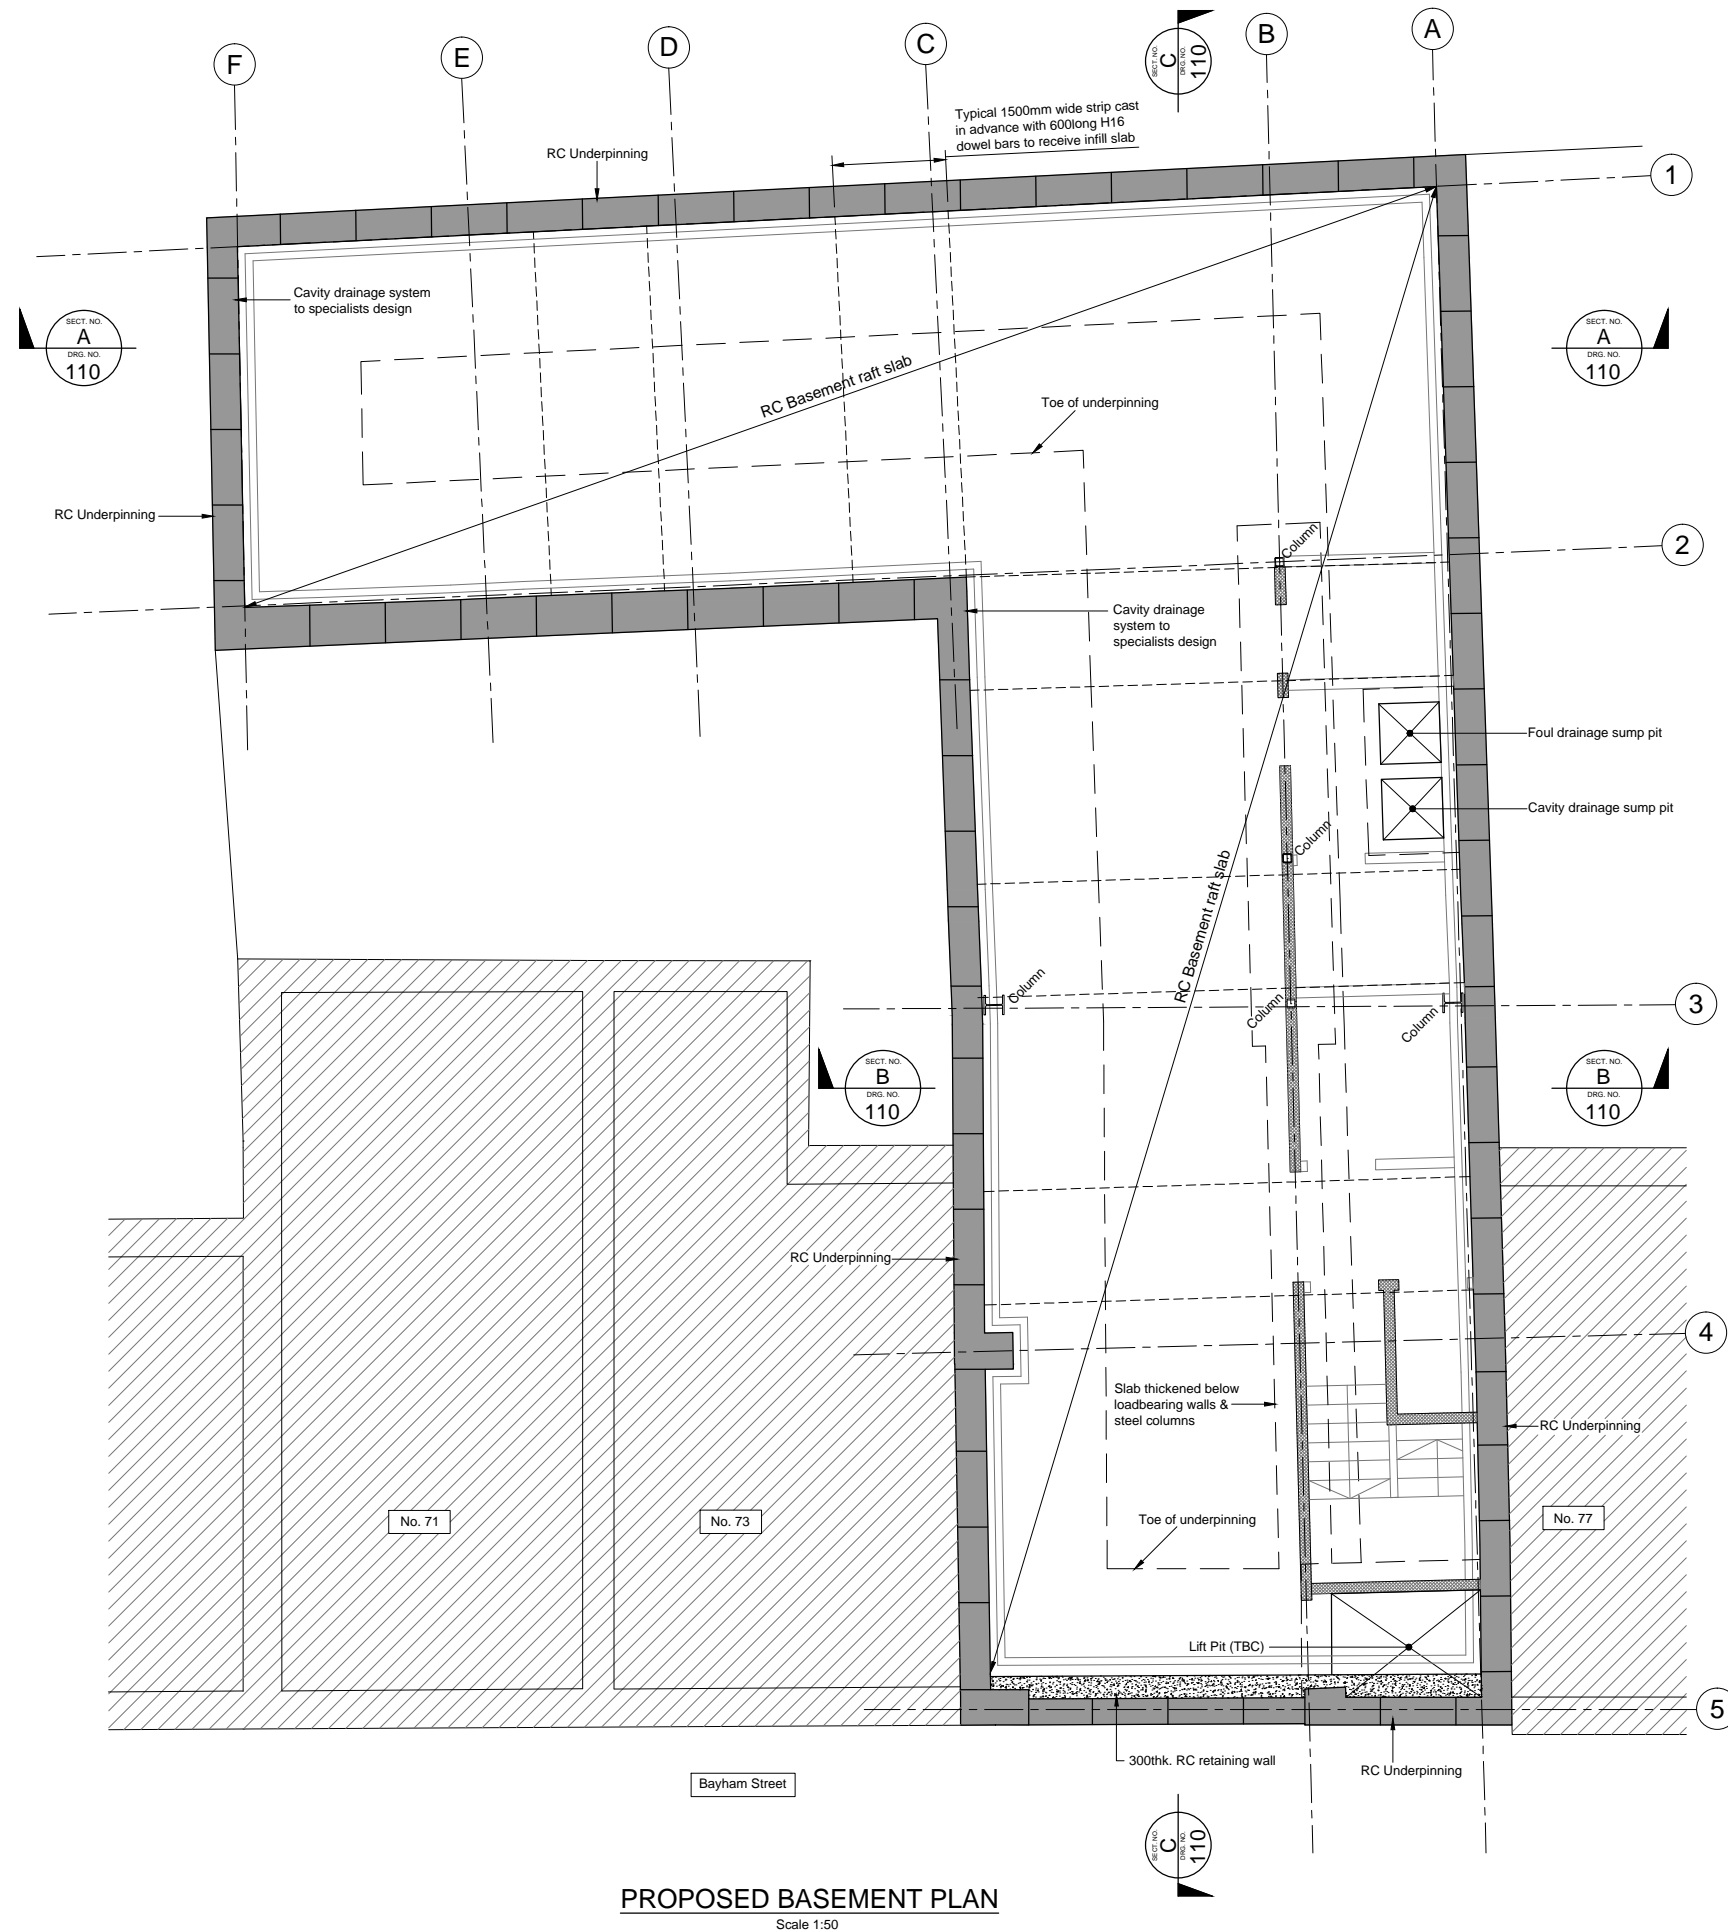 F
E
D
C
B
A
SECT. NO.
C
DRG. NO.
110
Typical 1500mm wide strip cast
in advance with 600long H16
dowel bars to receive infill slab
RC Underpinning
1
Cavity drainage system
to specialists design
SECT. NO.
A
DRG. NO.
110
SECT. NO.
A
DRG. NO.
110
RC Basement raft slab
Toe of underpinning
RC Underpinning
Column
2
Cavity drainage
system to
specialists design
Foul drainage sump pit
Cavity drainage sump pit
Column
RC Basement raft slab
Column
Column
Column
3
SECT. NO.
B
DRG. NO.
110
SECT. NO.
B
DRG. NO.
110
RC Underpinning
4
Slab thickened below
loadbearing walls &
steel columns
RC Underpinning
No. 71
No. 73
Toe of underpinning
No. 77
Lift Pit (TBC)
5
300thk. RC retaining wall
RC Underpinning
Bayham Street
SECT. NO.
C
DRG. NO.
110
PROPOSED BASEMENT PLAN
Scale 1:50